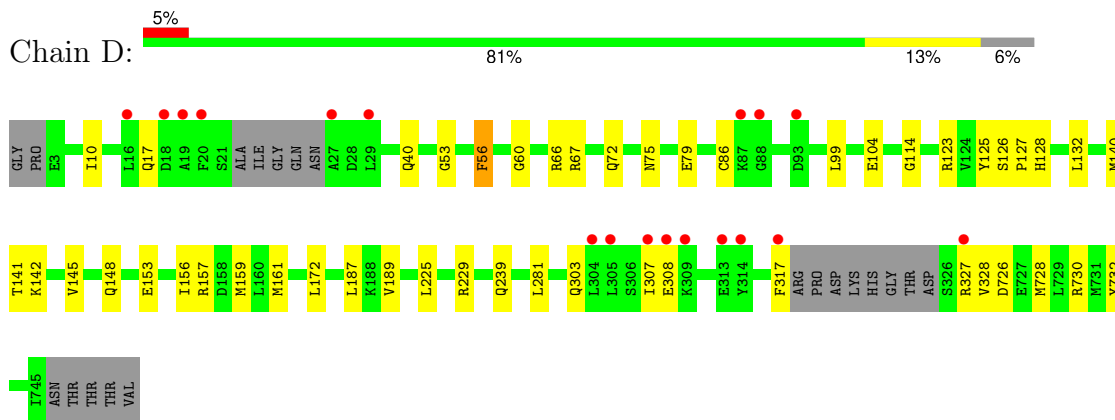 5%
Chain D:
81% 13% 6%
GLY PRO E3 I10 L16 Q17 D18 A19 F20 S21 ALA ILE GLY GLN ASN A27 D28 L29 Q40 G53 F56 G60 R66 R67 Q72 N75 E79 C86 K87 G88 D93 L99 E104 G114 R123 V124 Y125 S126 P127 H128 L132 M140
T141 K142 V145 Q148 E153 I156 R157 D158 M159 L160 M161 L172 L187 K188 V189 L225 R229 Q239 L281 Q303 L304 L305 S306 I307 E308 K309 E313 Y314 F317 ARG PRO ASP LYS HIS GLY THR ASP S326 R327 V328 D726 E727 M728 L729 R730 M731 Y732
I745 ASN THR THR THR VAL